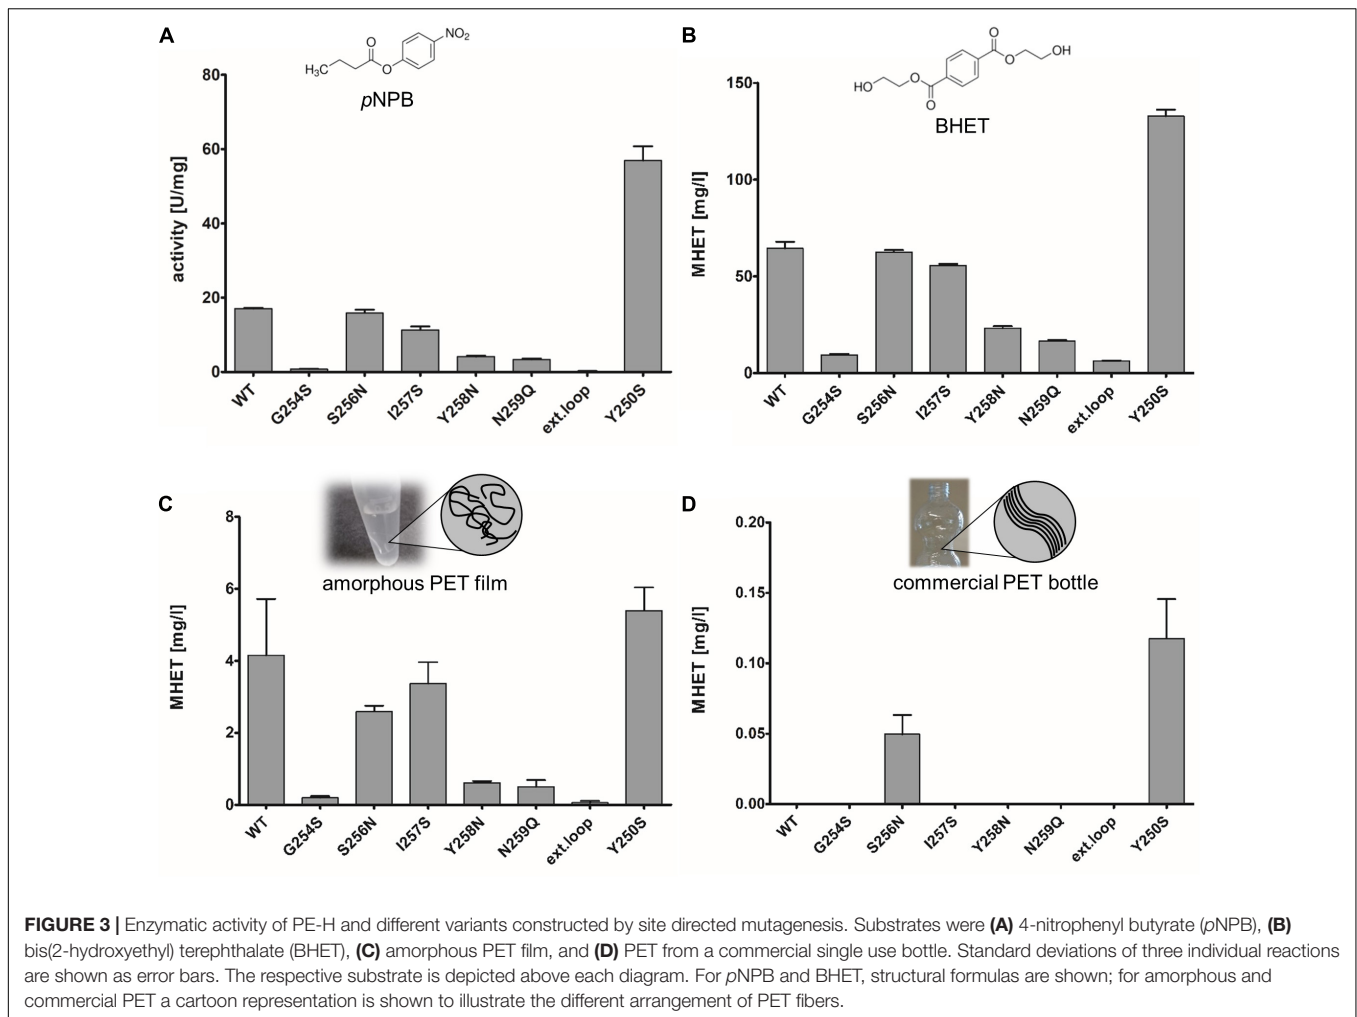 A
NO₂
O
H₃C
O
pNPB
80
60
40
20
0
activity [U/mg]
WT
G254S
S256N
I257S
Y258N
N259Q
ext.loop
Y250S
B
O
OH
O
O
HO
O
BHET
150
100
50
0
MHET [mg/l]
WT
G254S
S256N
I257S
Y258N
N259Q
ext.loop
Y250S
C
amorphous PET film
8
6
4
2
0
MHET [mg/l]
WT
G254S
S256N
I257S
Y258N
N259Q
ext.loop
Y250S
D
commercial PET bottle
0.20
0.15
0.10
0.05
0.00
MHET [mg/l]
WT
G254S
S256N
I257S
Y258N
N259Q
ext.loop
Y250S
FIGURE 3 | Enzymatic activity of PE-H and different variants constructed by site directed mutagenesis. Substrates were (A) 4-nitrophenyl butyrate (pNPB), (B)
bis(2-hydroxyethyl) terephthalate (BHET), (C) amorphous PET film, and (D) PET from a commercial single use bottle. Standard deviations of three individual reactions
are shown as error bars. The respective substrate is depicted above each diagram. For pNPB and BHET, structural formulas are shown; for amorphous and
commercial PET a cartoon representation is shown to illustrate the different arrangement of PET fibers.